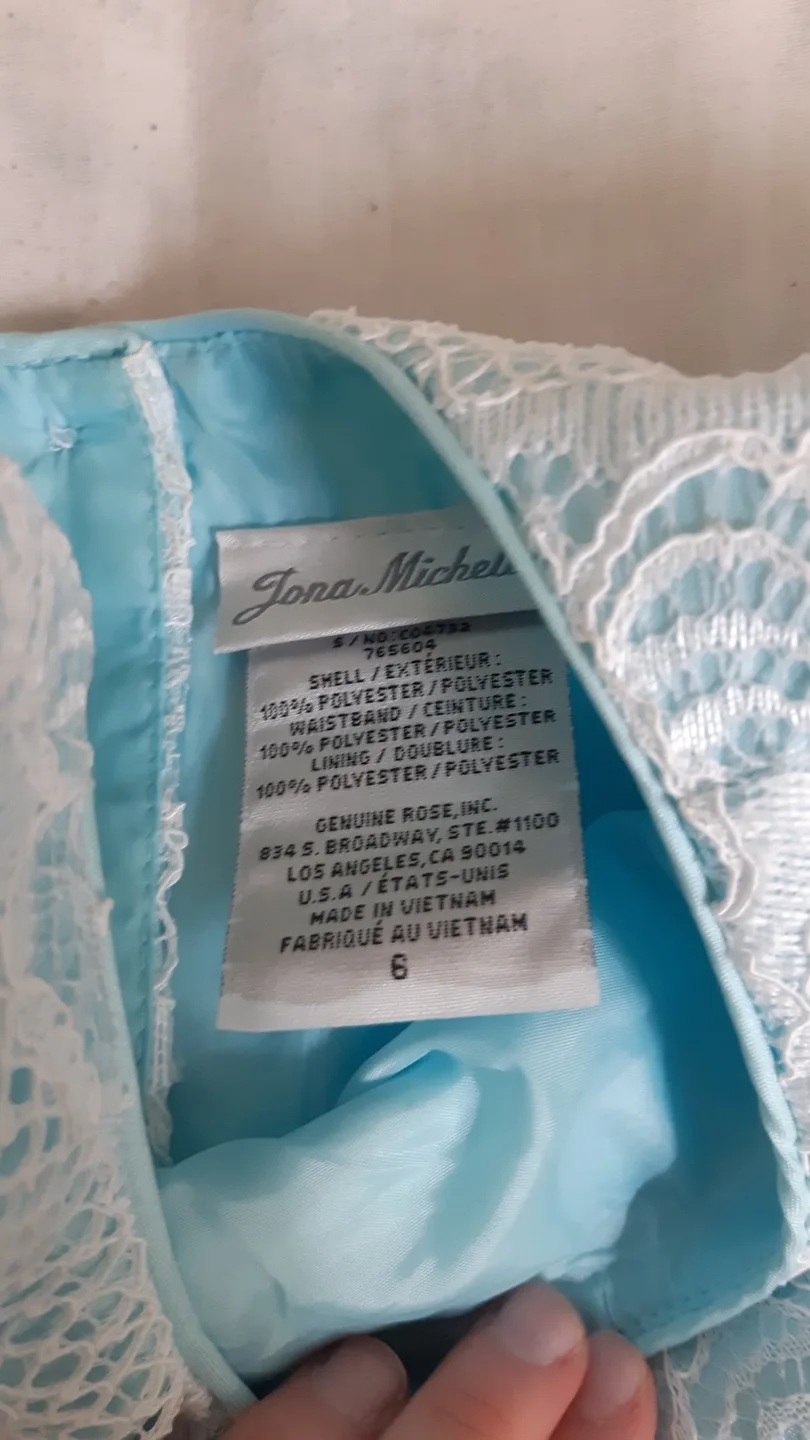 Jona Michel
S/NO:C04732
765604
SHELL / EXTÉRIEUR :
100% POLYESTER / POLYESTER
WAISTBAND / CEINTURE :
100% POLYESTER / POLYESTER
LINING / DOUBLURE :
100% POLYESTER / POLYESTER
GENUINE ROSE, INC.
834 S. BROADWAY, STE.#1100
LOS ANGELES, CA 90014
U.S.A / ÉTATS-UNIS
MADE IN VIETNAM
FABRIQUÉ AU VIETNAM
6